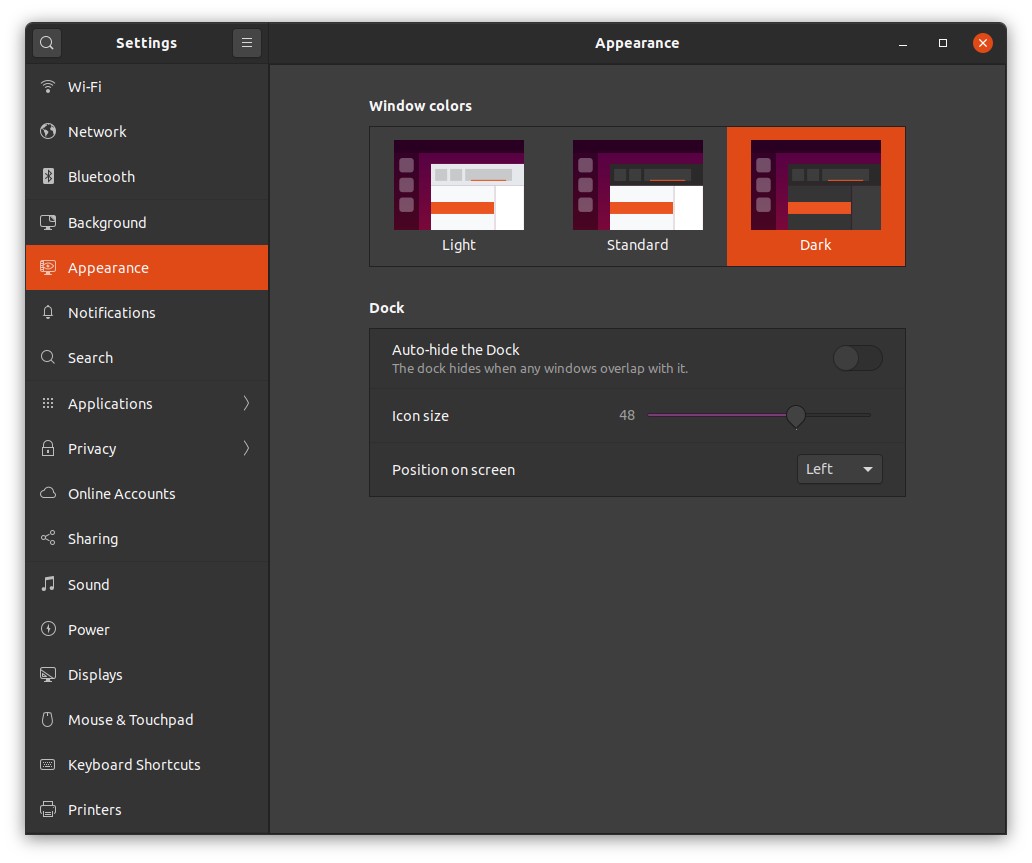 Settings
Appearance
Wi-Fi
Network
Bluetooth
Background
Appearance
Notifications
Search
Applications
Privacy
Online Accounts
Sharing
Sound
Power
Displays
Mouse & Touchpad
Keyboard Shortcuts
Printers
Window colors
Light
Standard
Dark
Dock
Auto-hide the Dock
The dock hides when any windows overlap with it.
Icon size
48
Position on screen
Left